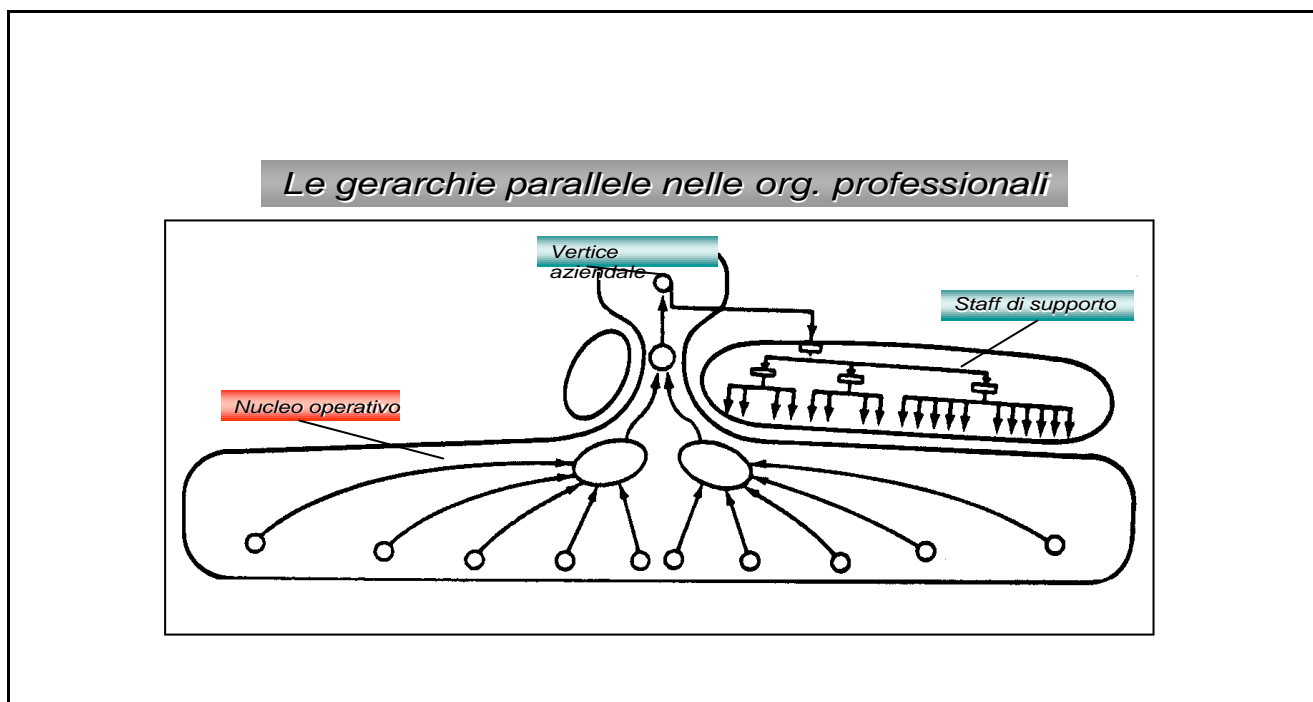 Le gerarchie parallele nelle org. professionali
Vertice
aziendale
Staff di supporto
Nucleo operativo